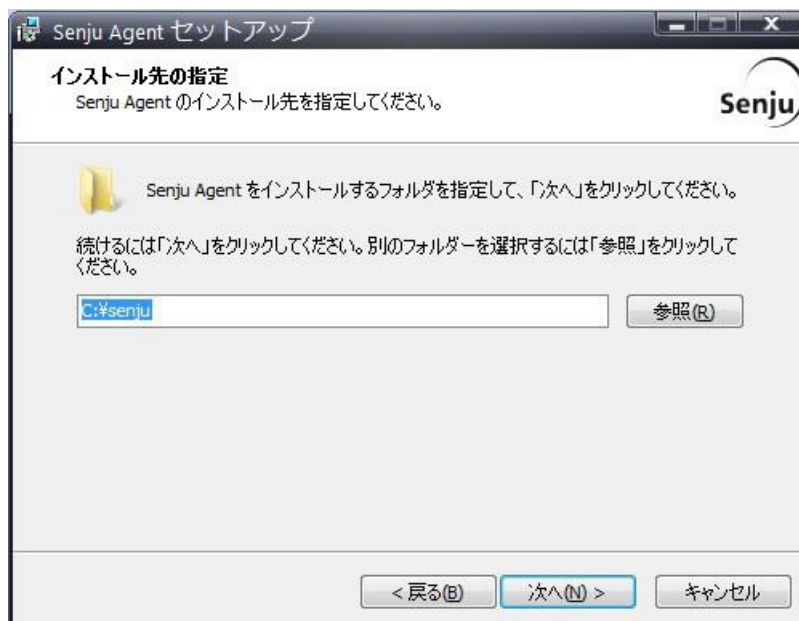 Senju Agent セットアップ
インストール先の指定
Senju Agent のインストール先を指定してください。
Senju
Senju Agent をインストールするフォルダを指定して、「次へ」をクリックしてください。
続けるには「次へ」をクリックしてください。別のフォルダーを選択するには「参照」をクリックして
ください。
C:¥senju
参照(R)
< 戻る(B)
次へ(N) >
キャンセル